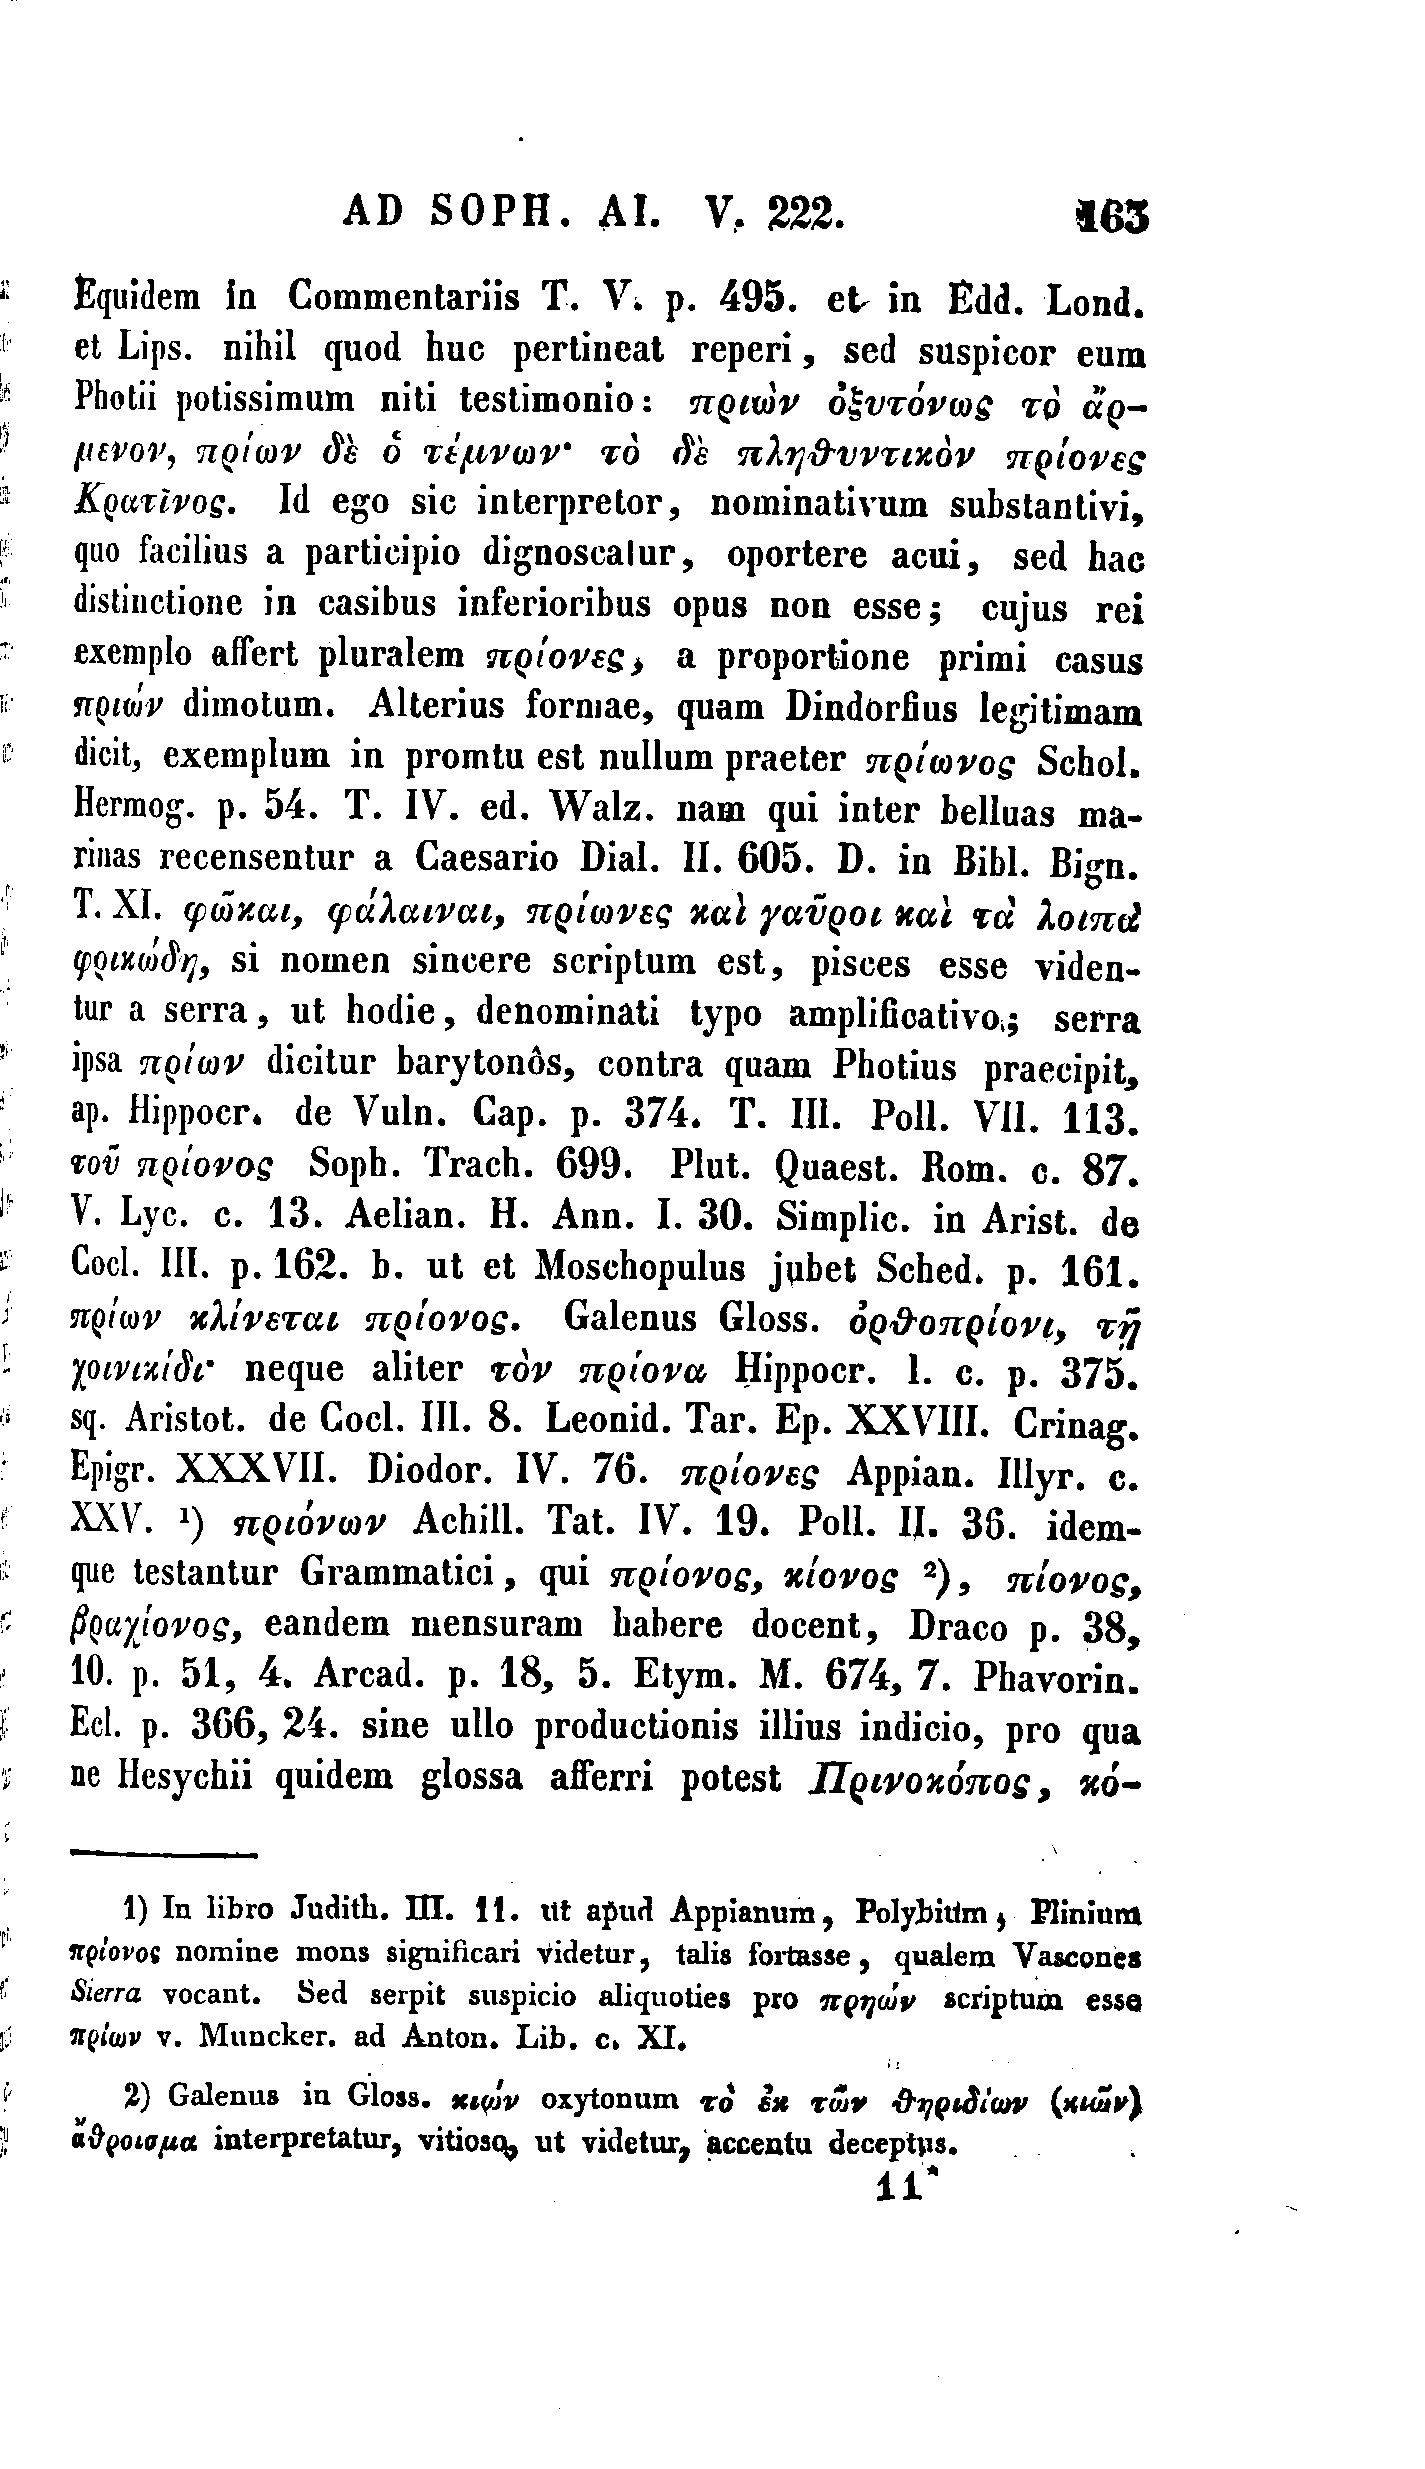 AD SOPH. AI. V. 222. 163
Equidem in Commentariis T. V. p. 495. et in Edd. Lond.
et Lips. nihil quod huc pertineat reperi, sed suspicor eum
Photii potissimum niti testimonio: πριὼν ὀξυτόνως τὸ ἄρ-
μενον, πρίων δὲ ὁ τέμνων· τὸ δὲ πληθυντικὸν πρίονες
Κρατῖνος. Id ego sic interpretor, nominativum substantivi,
quo facilius a participio dignoscatur, oportere acui, sed hac
distinctione in casibus inferioribus opus non esse; cujus rei
exemplo affert pluralem πρίονες, a proportione primi casus
πριών dimotum. Alterius formae, quam Dindorfius legitimam
dicit, exemplum in promtu est nullum praeter πρίωνος Schol.
Hermog. p. 54. T. IV. ed. Walz. nam qui inter belluas ma-
rinas recensentur a Caesario Dial. II. 605. D. in Bibl. Bign.
T. XI. φῶκαι, φάλαιναι, πρίωνες καὶ γαῦροι καὶ τὰ λοιπὰ
φρικώδη, si nomen sincere scriptum est, pisces esse viden-
tur a serra, ut hodie, denominati typo amplificativo; serra
ipsa πρίων dicitur barytonôs, contra quam Photius praecipit,
ap. Hippocr. de Vuln. Cap. p. 374. T. III. Poll. VII. 113.
τοῦ πρίονος Soph. Trach. 699. Plut. Quaest. Rom. c. 87.
V. Lyc. c. 13. Aelian. H. Ann. I. 30. Simplic. in Arist. de
Cocl. III. p. 162. b. ut et Moschopulus jubet Sched. p. 161.
πρίων κλίνεται πρίονος. Galenus Gloss. ὀρθοπρίονι, τῇ
χοινικίδι· neque aliter τὸν πρίονα Hippocr. l. c. p. 375.
sq. Aristot. de Cocl. III. 8. Leonid. Tar. Ep. XXVIII. Crinag.
Epigr. XXXVII. Diodor. IV. 76. πρίονες Appian. Illyr. c.
XXV. ¹) πριόνων Achill. Tat. IV. 19. Poll. II. 36. idem-
que testantur Grammatici, qui πρίονος, κίονος ²), πίονος,
βραχίονος, eandem mensuram habere docent, Draco p. 38,
10. p. 51, 4. Arcad. p. 18, 5. Etym. M. 674, 7. Phavorin.
Ecl. p. 366, 24. sine ullo productionis illius indicio, pro qua
ne Hesychii quidem glossa afferri potest Πρινοκόπος, κό-
1) In libro Judith. III. 11. ut apud Appianum, Polybium, Plinium
πρίονος nomine mons significari videtur, talis fortasse, qualem Vascones
Sierra vocant. Sed serpit suspicio aliquoties pro πρηών scriptum esse
πρίων v. Muncker. ad Anton. Lib. c. XI.
2) Galenus in Gloss. κιών oxytonum τὸ ἐκ τῶν θηριδίων (κιῶν)
ἄθροισμα interpretatur, vitioso, ut videtur, accentu deceptus.
11*